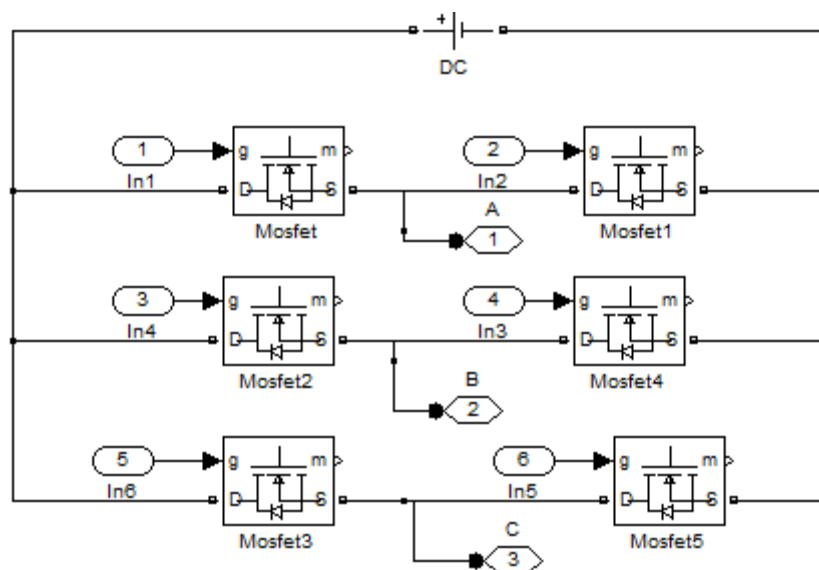 +
DC
1 g m 2 g m
In1 D S In2 D S
Mosfet A Mosfet1
1
3 g m 4 g m
In4 D S In3 D S
Mosfet2 B Mosfet4
2
5 g m 6 g m
In6 D S In5 D S
Mosfet3 C Mosfet5
3